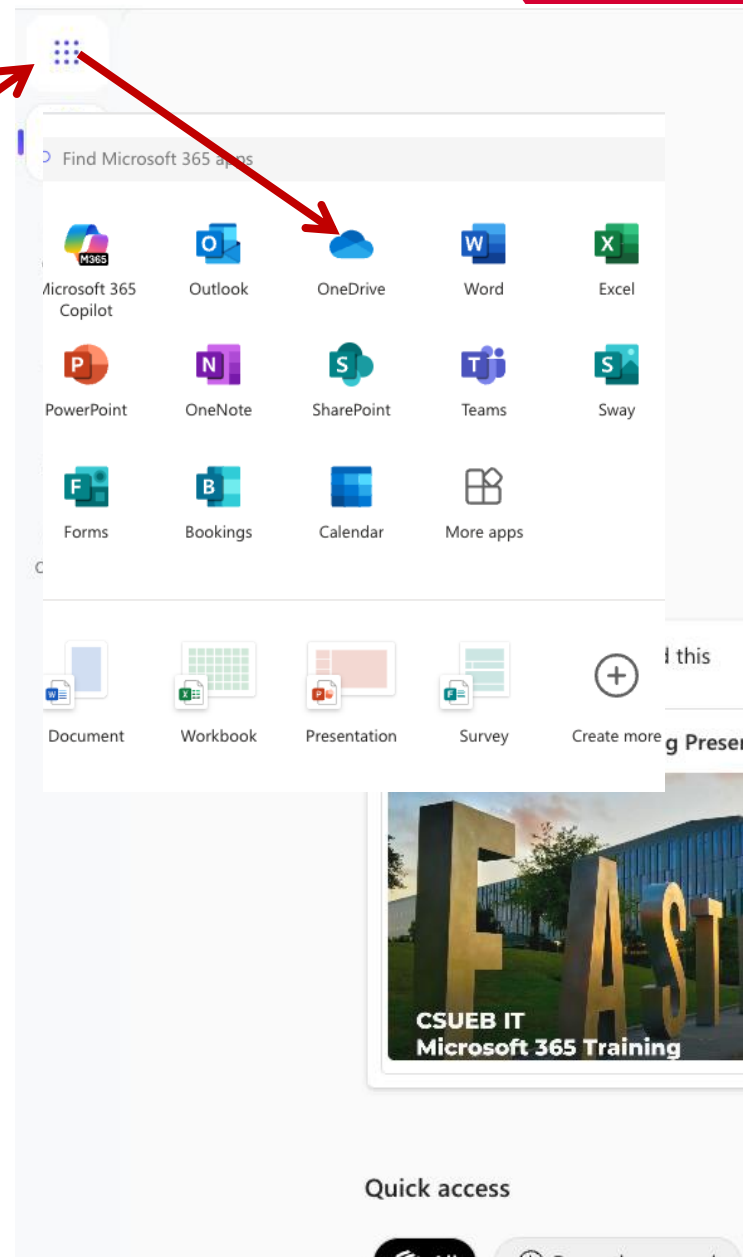 Find Microsoft 365 apps
M365
Microsoft 365
Copilot
Outlook
OneDrive
Word
Excel
PowerPoint
OneNote
SharePoint
Teams
Sway
Forms
Bookings
Calendar
More apps
this
Document
Workbook
Presentation
Survey
Create more
EAST
CSUEB IT
Microsoft 365 Training
Quick access